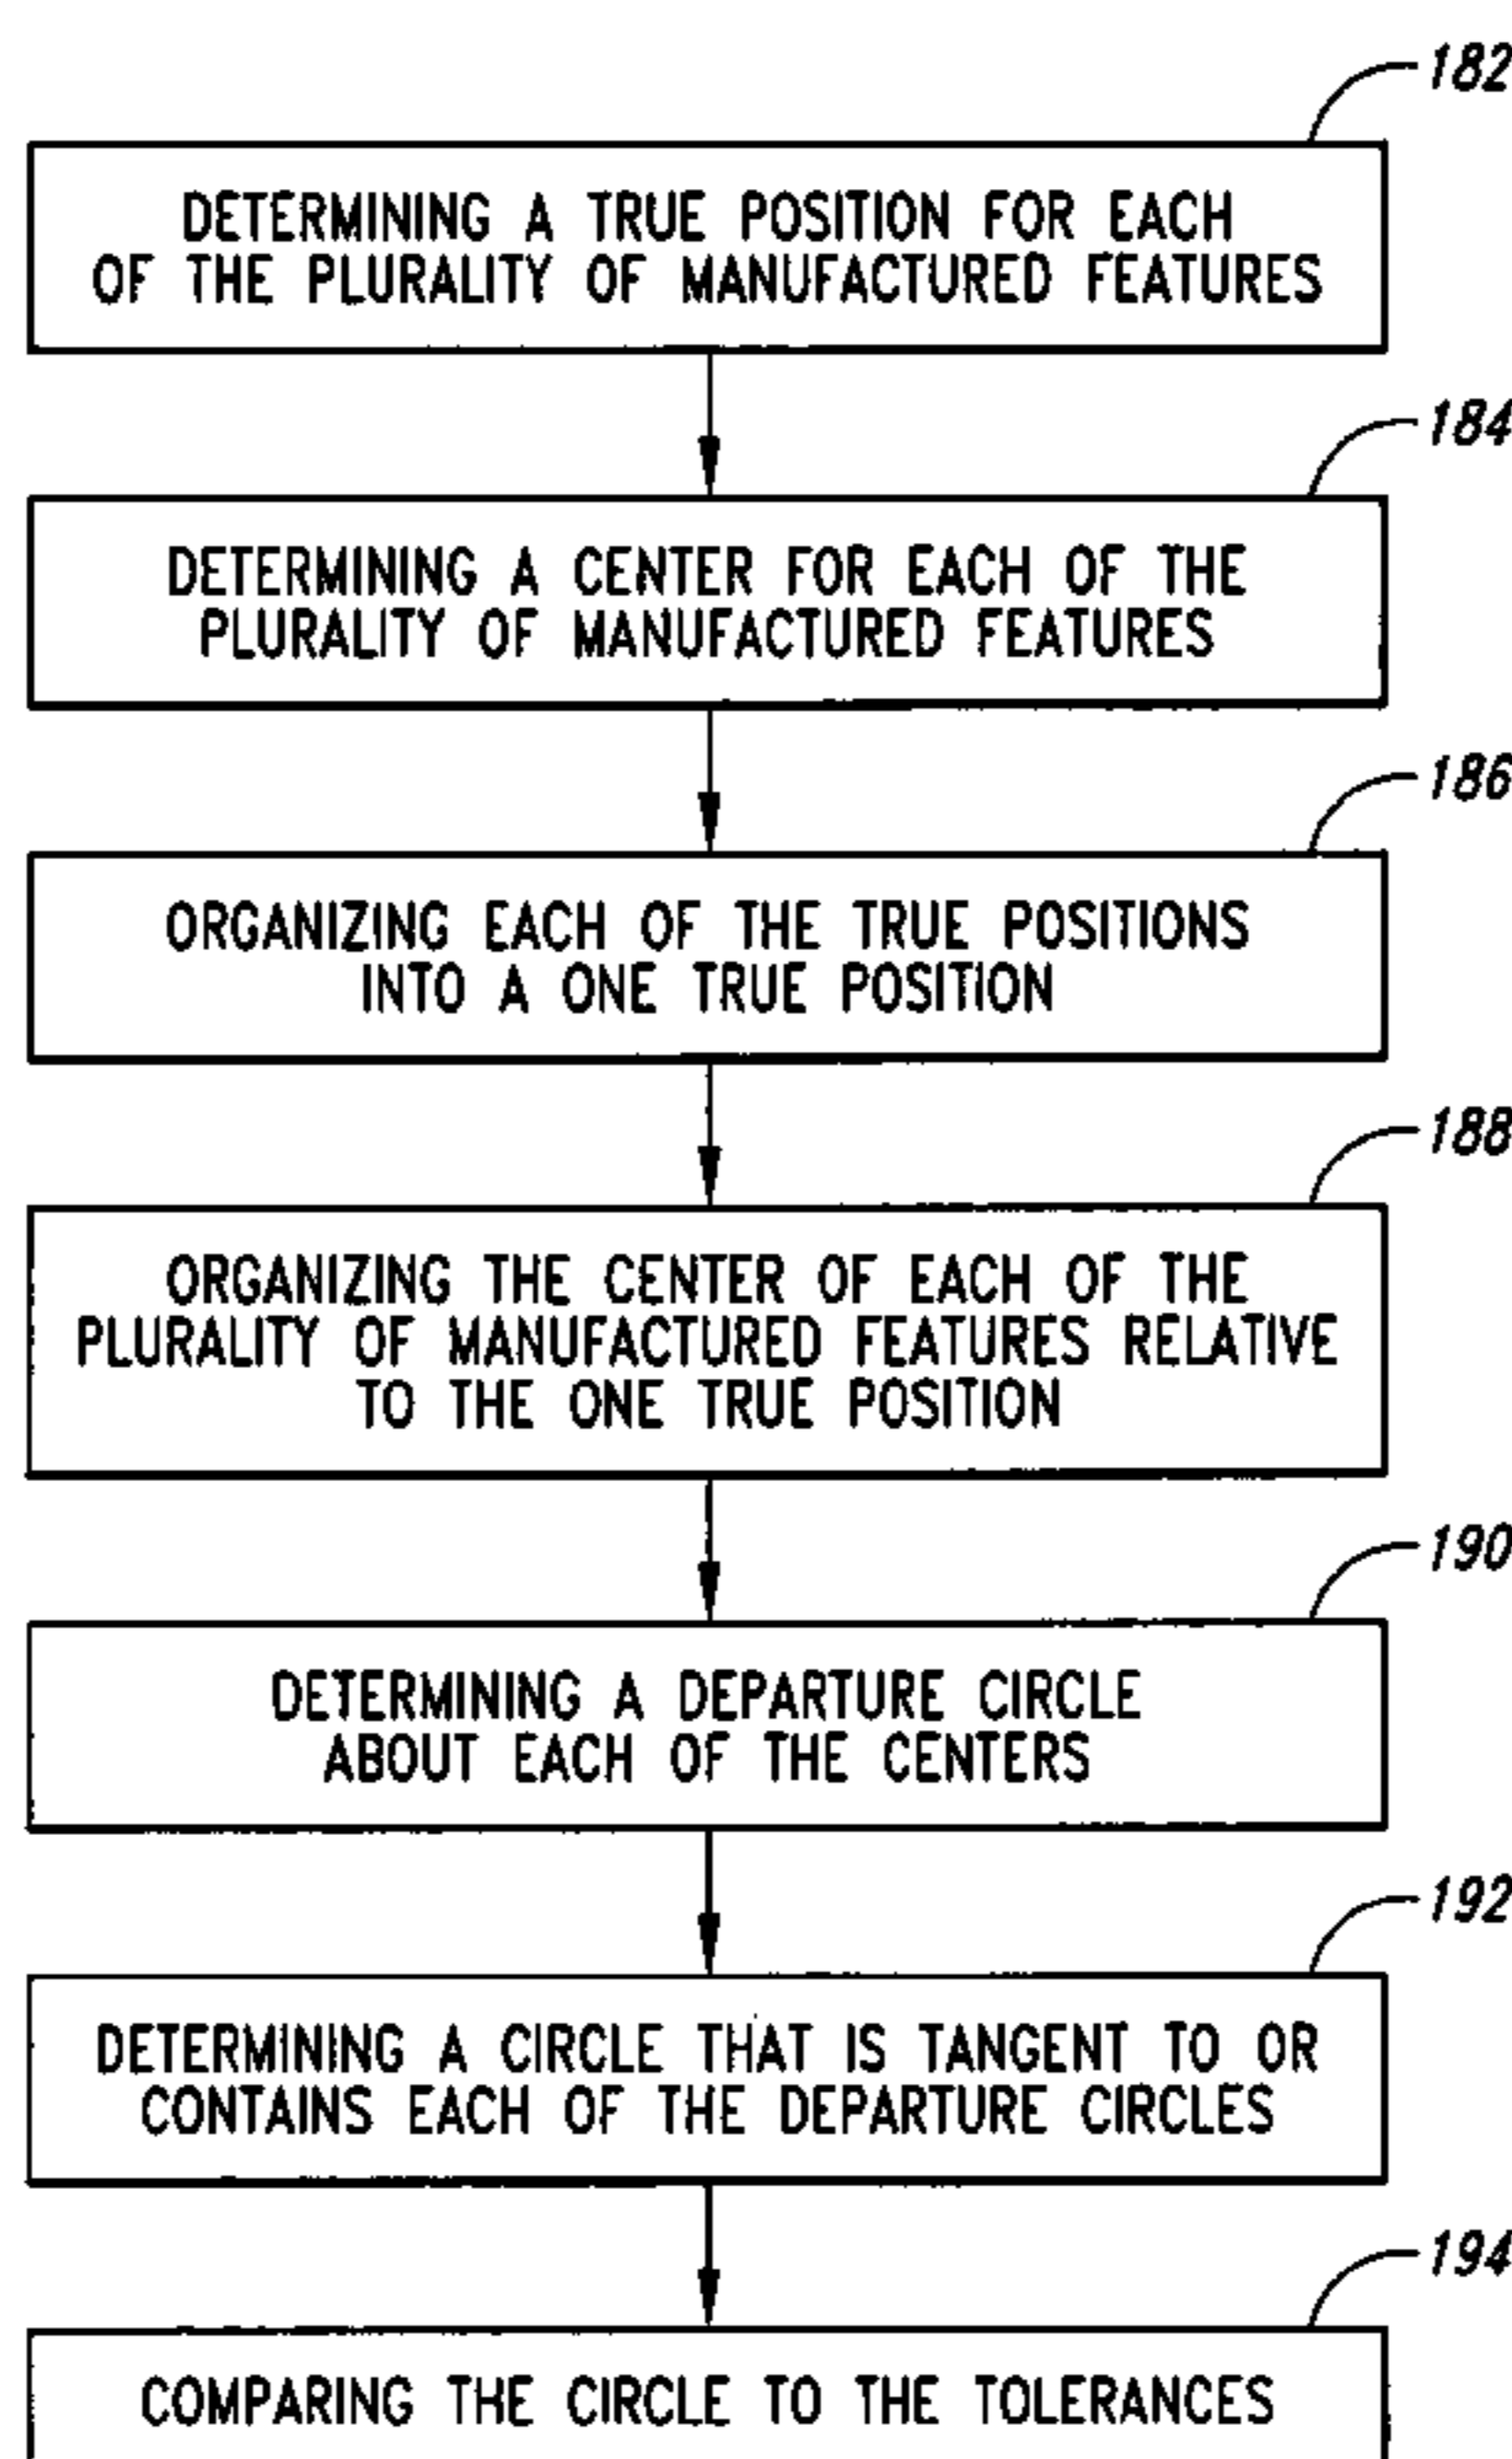 182
DETERMINING A TRUE POSITION FOR EACH
OF THE PLURALITY OF MANUFACTURED FEATURES
184
DETERMINING A CENTER FOR EACH OF THE
PLURALITY OF MANUFACTURED FEATURES
186
ORGANIZING EACH OF THE TRUE POSITIONS
INTO A ONE TRUE POSITION
188
ORGANIZING THE CENTER OF EACH OF THE
PLURALITY OF MANUFACTURED FEATURES RELATIVE
TO THE ONE TRUE POSITION
190
DETERMINING A DEPARTURE CIRCLE
ABOUT EACH OF THE CENTERS
192
DETERMINING A CIRCLE THAT IS TANGENT TO OR
CONTAINS EACH OF THE DEPARTURE CIRCLES
194
COMPARING THE CIRCLE TO THE TOLERANCES